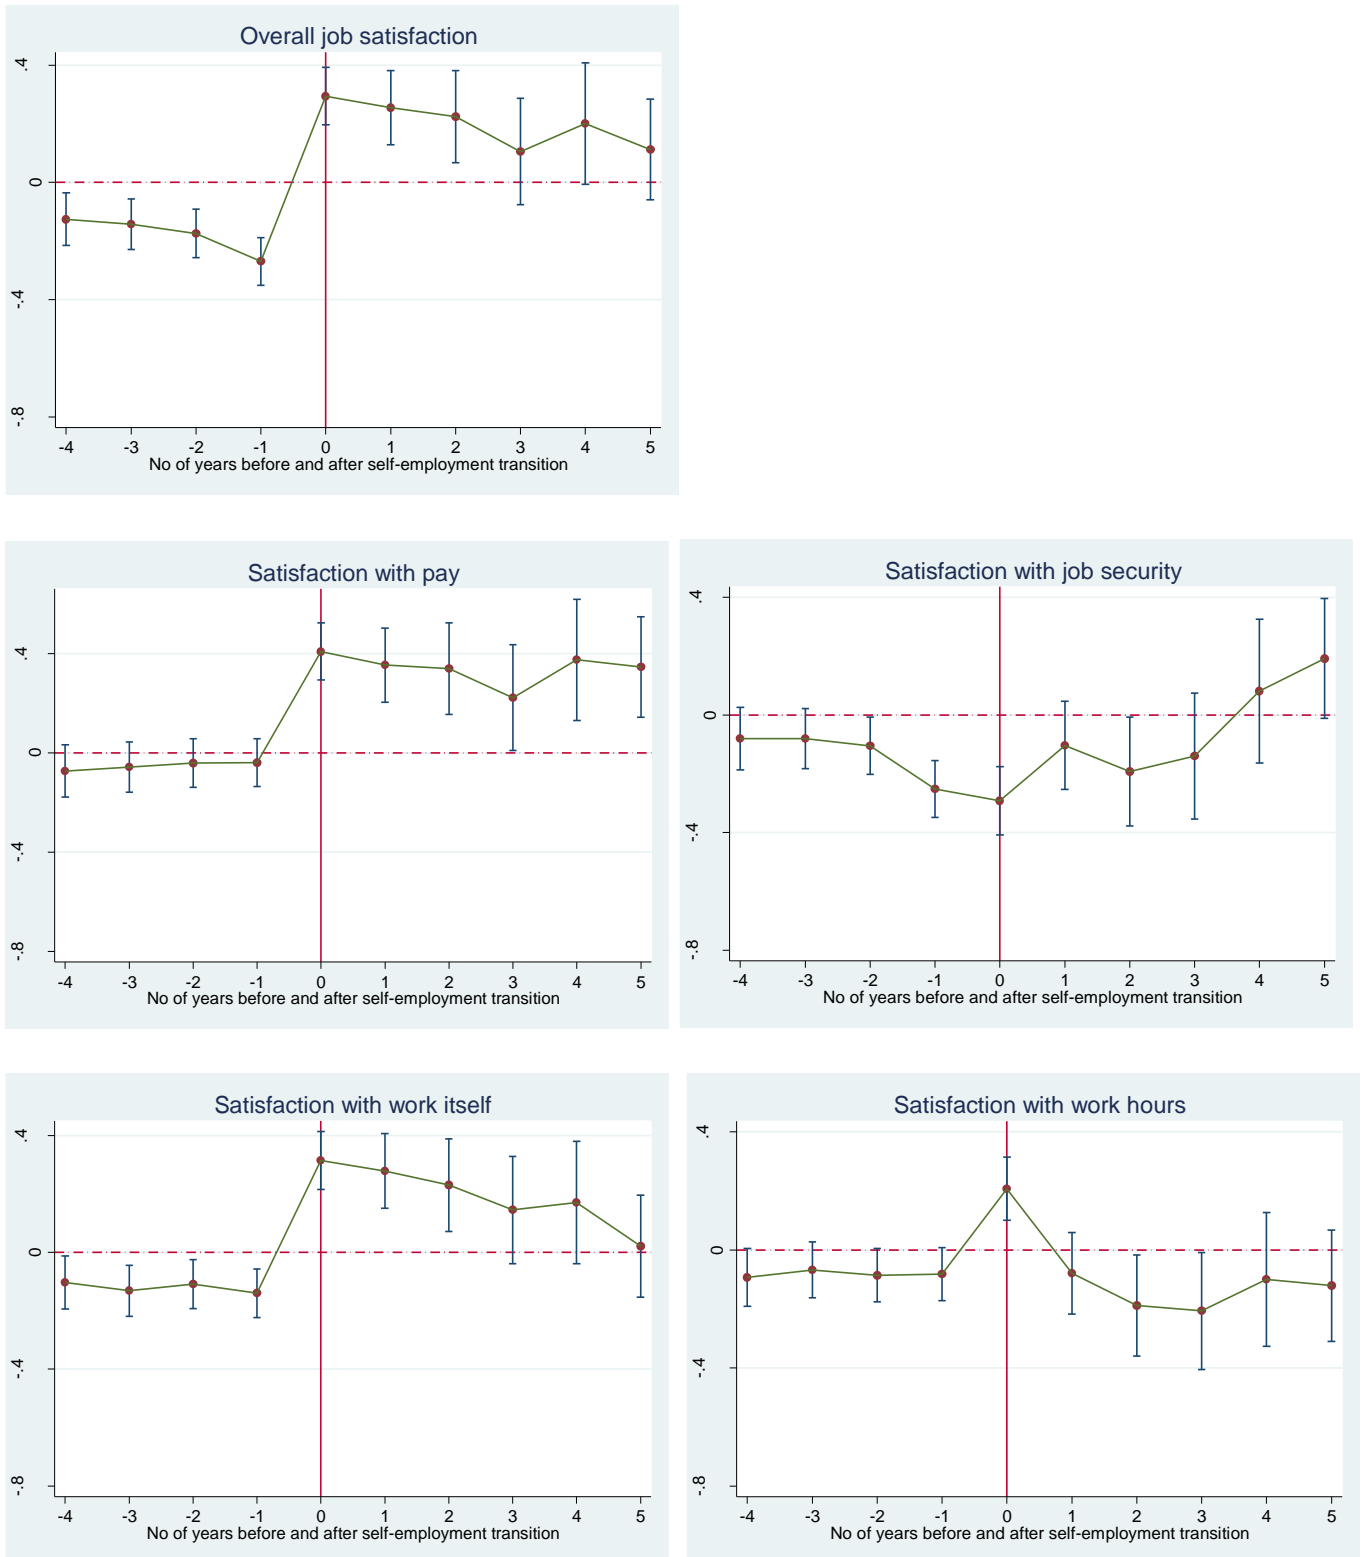 Overall job satisfaction
.4
0
-.4
-.8
-4 -3 -2 -1 0 1 2 3 4 5
No of years before and after self-employment transition
Satisfaction with pay
.4
0
-.4
-.8
-4 -3 -2 -1 0 1 2 3 4 5
No of years before and after self-employment transition
Satisfaction with job security
.4
0
-.4
-.8
-4 -3 -2 -1 0 1 2 3 4 5
No of years before and after self-employment transition
Satisfaction with work itself
.4
0
-.4
-.8
-4 -3 -2 -1 0 1 2 3 4 5
No of years before and after self-employment transition
Satisfaction with work hours
.4
0
-.4
-.8
-4 -3 -2 -1 0 1 2 3 4 5
No of years before and after self-employment transition